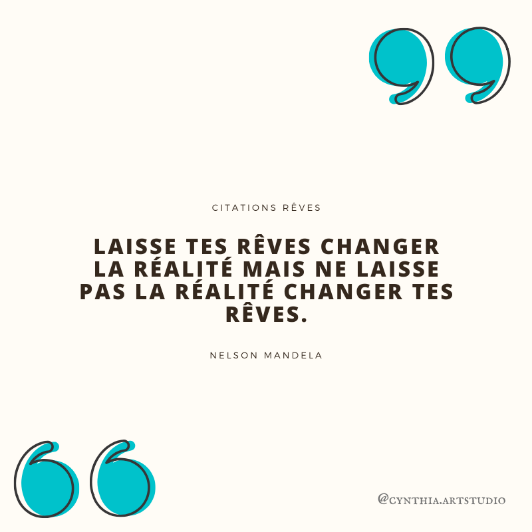 CITATIONS RÊVES
LAISSE TES RÊVES CHANGER
LA RÉALITÉ MAIS NE LAISSE
PAS LA RÉALITÉ CHANGER TES
RÊVES.
NELSON MANDELA
@CYNTHIA.ARTSTUDIO